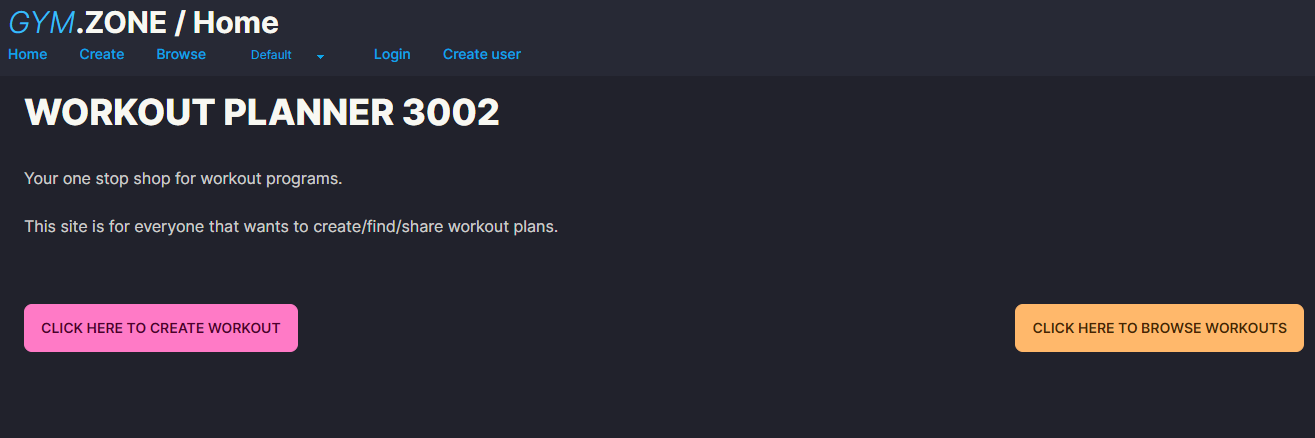 GYM.ZONE / Home
Home Create Browse Default Login Create user
WORKOUT PLANNER 3002
Your one stop shop for workout programs.
This site is for everyone that wants to create/find/share workout plans.
CLICK HERE TO CREATE WORKOUT CLICK HERE TO BROWSE WORKOUTS